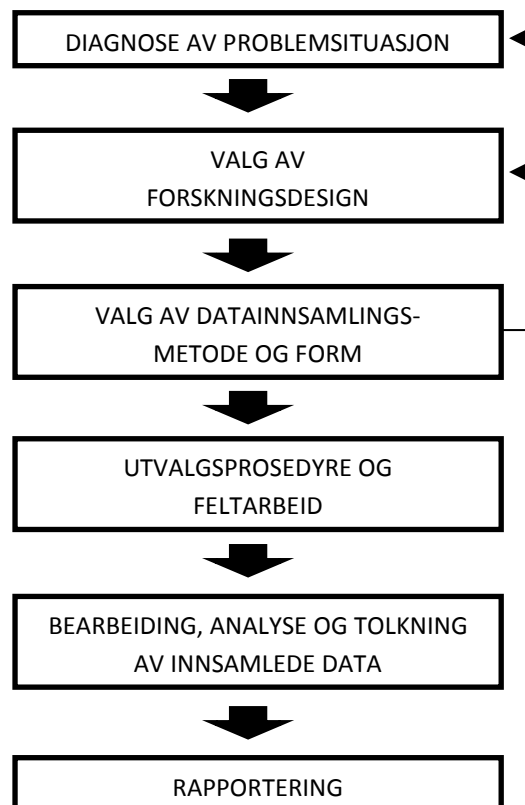 DIAGNOSE AV PROBLEMSITUASJON
VALG AV
FORSKNINGSDESIGN
VALG AV DATAINNSAMLINGS-
METODE OG FORM
UTVALGSPROSEDYRE OG
FELTARBEID
BEARBEIDING, ANALYSE OG TOLKNING
AV INNSAMLEDE DATA
RAPPORTERING